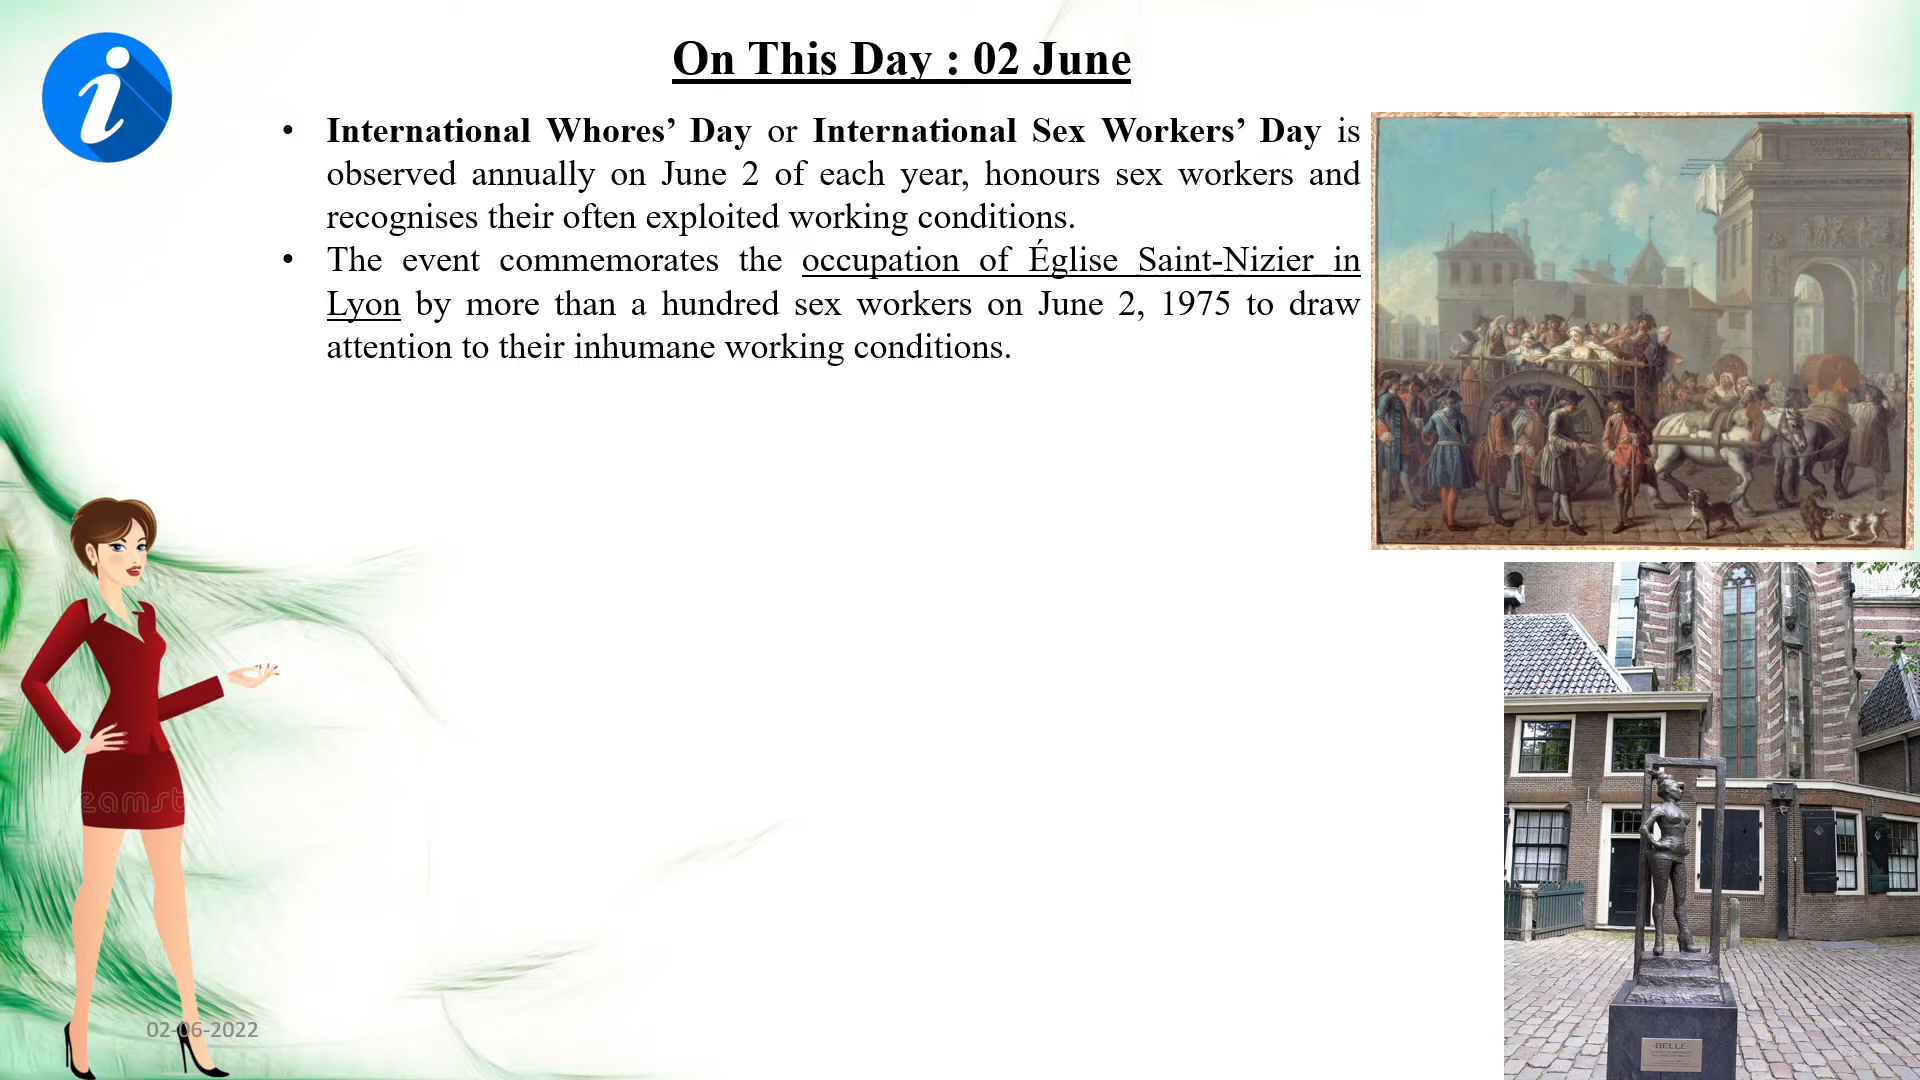 On This Day : 02 June
• International Whores’ Day or International Sex Workers’ Day is
observed annually on June 2 of each year, honours sex workers and
recognises their often exploited working conditions.
• The event commemorates the occupation of Église Saint-Nizier in
Lyon by more than a hundred sex workers on June 2, 1975 to draw
attention to their inhumane working conditions.
eamst
02-06-2022
BELLE